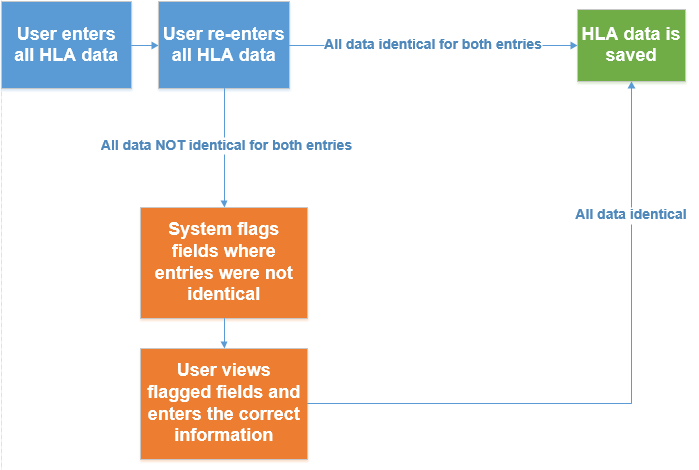 User enters
all HLA data
User re-enters
all HLA data
All data identical for both entries
HLA data is
saved
All data NOT identical for both entries
All data identical
System flags
fields where
entries were not
identical
User views
flagged fields and
enters the correct
information